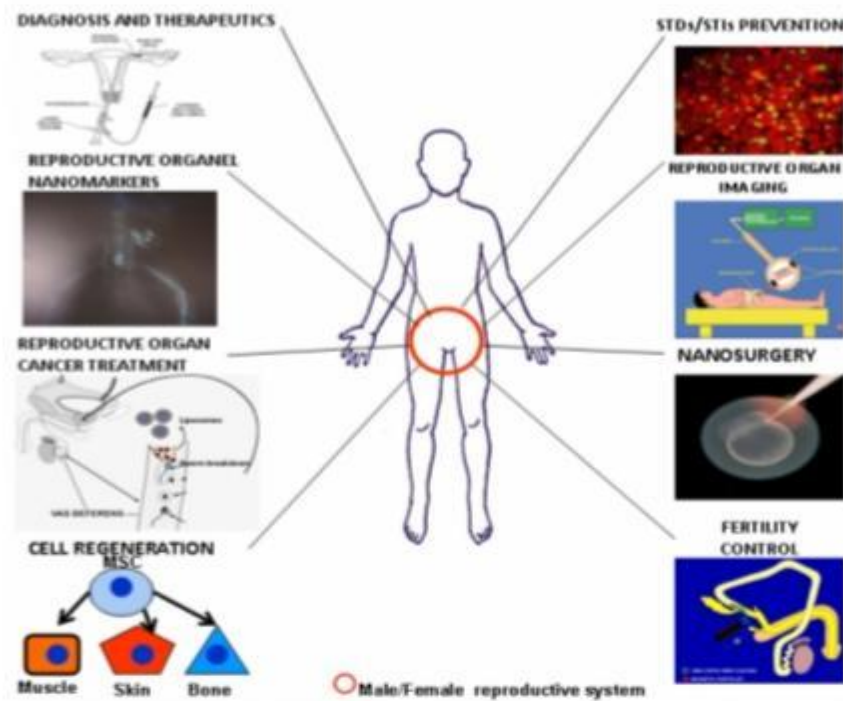 DIAGNOSIS AND THERAPEUTICS
REPRODUCTIVE ORGANEL
NANOMARKERS
REPRODUCTIVE ORGAN
CANCER TREATMENT
Liposomes
VAS DEFERENS
CELL REGENERATION
MSC
Muscle
Skin
Bone
STDs/STIs PREVENTION
REPRODUCTIVE ORGAN
IMAGING
NANOSURGERY
FERTILITY
CONTROL
Male/Female reproductive system